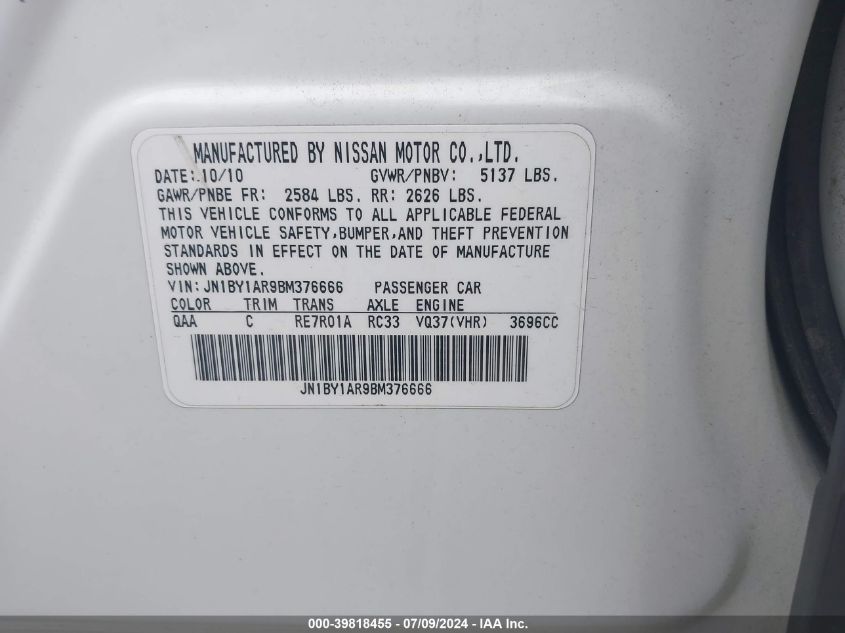 MANUFACTURED BY NISSAN MOTOR CO.,LTD.
DATE: 10/10 GVWR/PNBV: 5137 LBS.
GAWR/PNBE FR: 2584 LBS. RR: 2626 LBS.
THIS VEHICLE CONFORMS TO ALL APPLICABLE FEDERAL
MOTOR VEHICLE SAFETY,BUMPER,AND THEFT PREVENTION
STANDARDS IN EFFECT ON THE DATE OF MANUFACTURE
SHOWN ABOVE.
VIN:JN1BY1AR9BM376666 PASSENGER CAR
COLOR TRIM TRANS AXLE ENGINE
QAA C RE7R01A RC33 VQ37(VHR) 3696CC
JN1BY1AR9BM376666
000-39818455 - 07/09/2024 - IAA Inc.